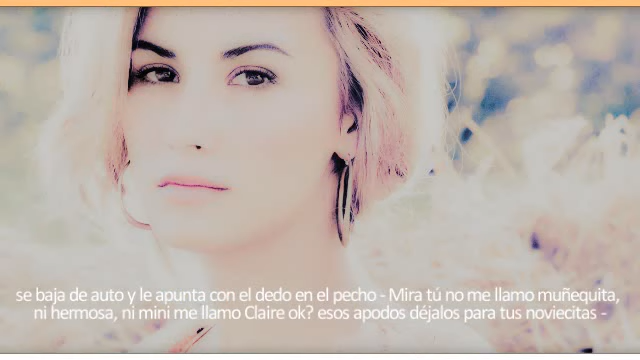 se baja de auto y le apunta con el dedo en el pecho - Mira tú no me llamo muñequita,
ni hermosa, ni mini me llamo Claire ok? esos apodos déjalos para tus noviecitas -